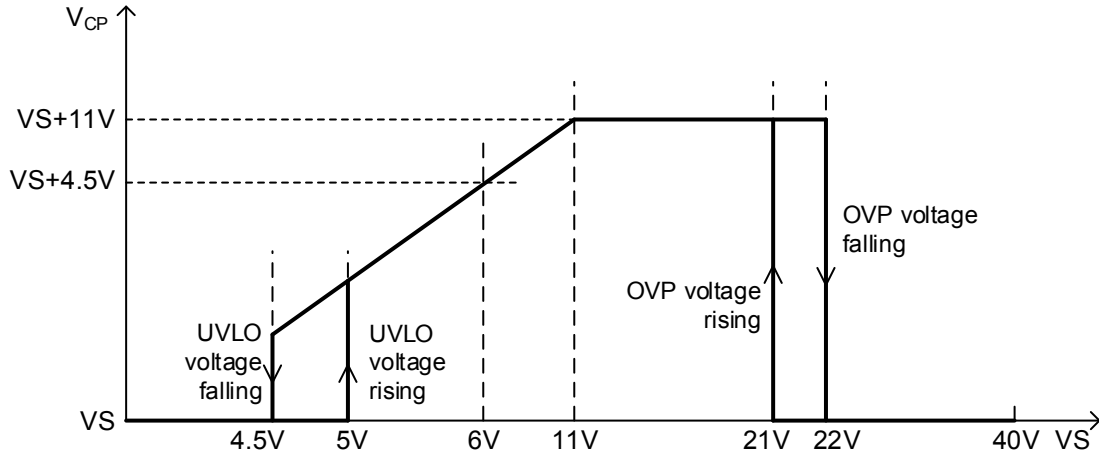 V_CP
VS+11V
VS+4.5V
OVP voltage
falling
OVP voltage
rising
UVLO
voltage
falling
UVLO
voltage
rising
VS
4.5V
5V
6V
11V
21V
22V
40V
VS